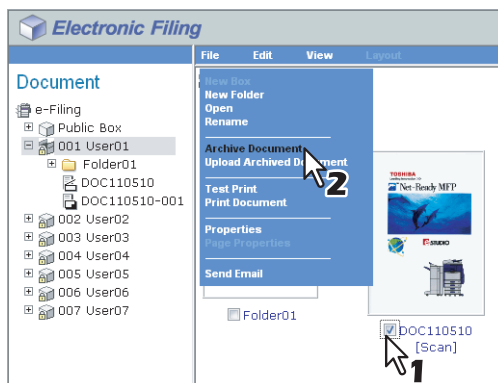 Electronic Filing
File Edit View Layout
Document
e-Filing
Public Box
001 User01
Folder01
DOC110510
DOC110510-001
002 User02
003 User03
004 User04
005 User05
006 User06
007 User07
New Box
New Folder
Open
Rename
Archive Document
Upload Archived Document
Test Print
Print Document
Properties
Page Properties
Send Email
2
Folder01
TOSHIBA
Net-Ready MFP
e-STUDIO
DOC110510
[Scan]
1